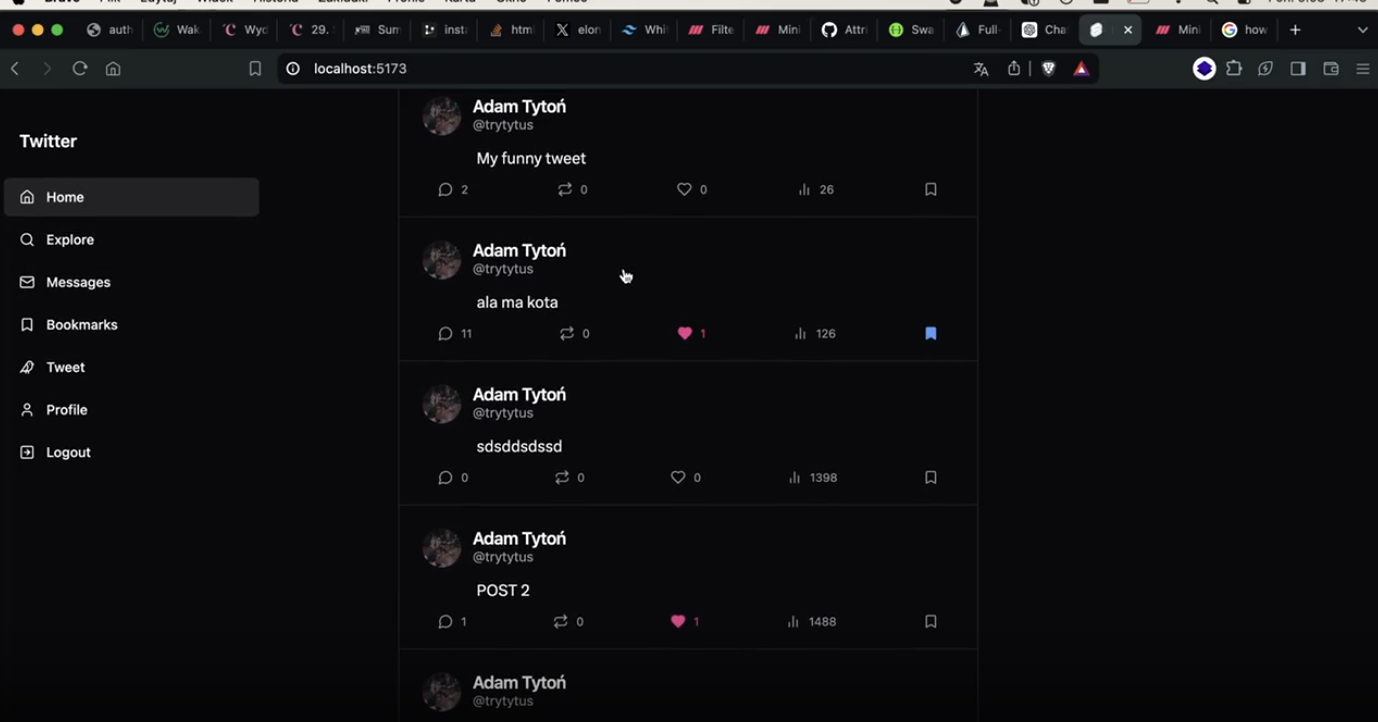 auth
Wak
Wyc
29.
Sum
inst
htm
elon
Whi
Filte
Mini
Attri
Swa
Full-
Cha
Mini
how
localhost:5173
Twitter
Home
Explore
Messages
Bookmarks
Tweet
Profile
Logout
Adam Tytoń
@trytytus
My funny tweet
2 0 0 26
Adam Tytoń
@trytytus
ala ma kota
11 0 1 126
Adam Tytoń
@trytytus
sdsddsdssd
0 0 0 1398
Adam Tytoń
@trytytus
POST 2
1 0 1 1488
Adam Tytoń
@trytytus